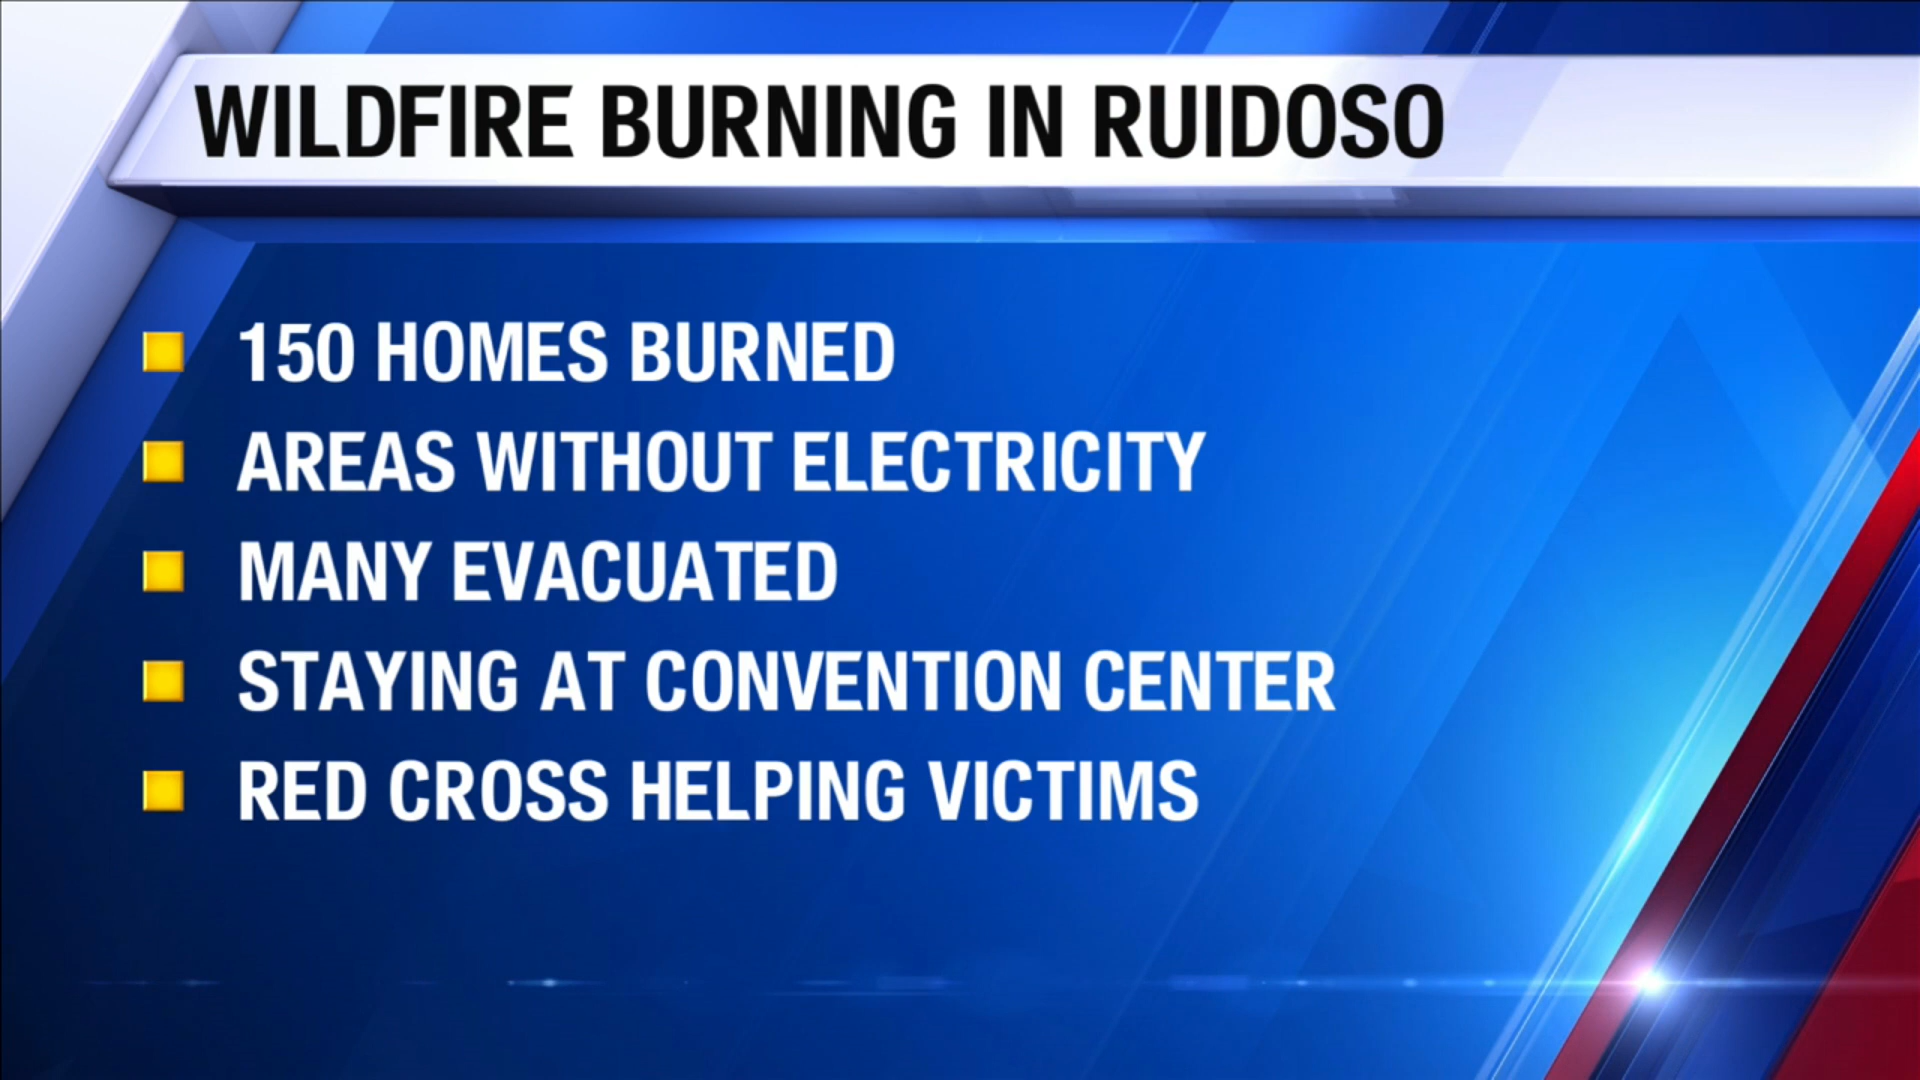 WILDFIRE BURNING IN RUIDOSO
150 HOMES BURNED
AREAS WITHOUT ELECTRICITY
MANY EVACUATED
STAYING AT CONVENTION CENTER
RED CROSS HELPING VICTIMS